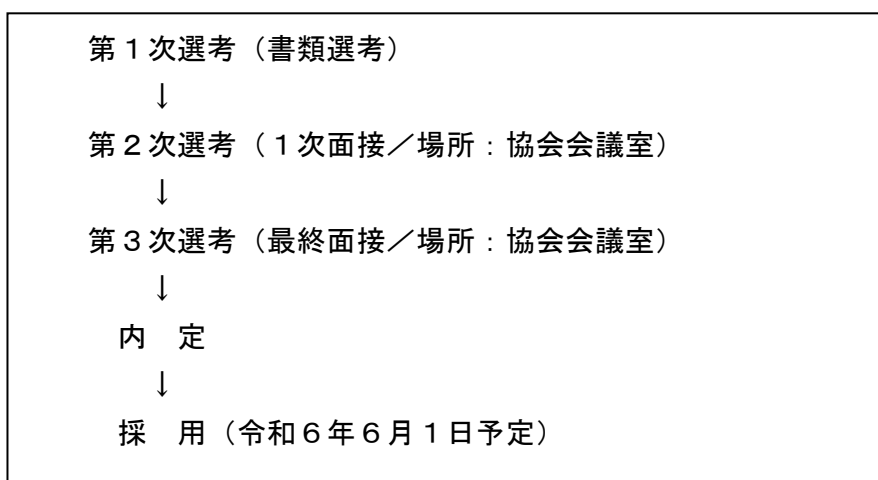 第１次選考（書類選考）
↓
第２次選考（１次面接／場所：協会会議室）
↓
第３次選考（最終面接／場所：協会会議室）
↓
内　定
↓
採　用（令和６年６月１日予定）